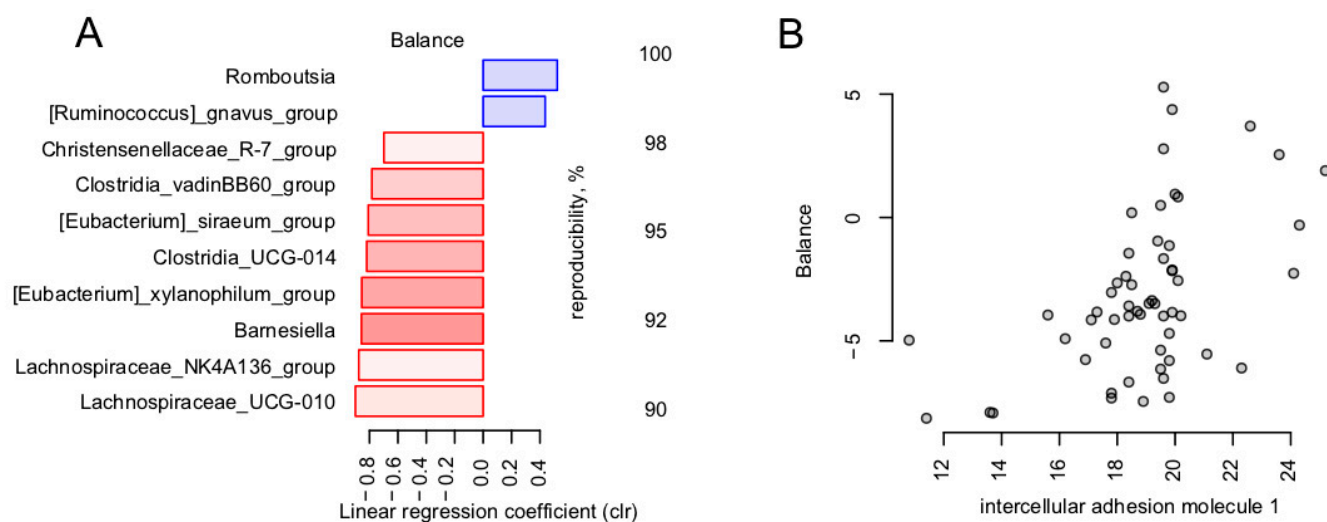 A
Balance
100
Romboutsia
[Ruminococcus]_gnavus_group
Christensenellaceae_R-7_group
98
Clostridia_vadinBB60_group
[Eubacterium]_siraeum_group
95
Clostridia_UCG-014
[Eubacterium]_xylanophilum_group
reproducibility, %
Barnesiella
92
Lachnospiraceae_NK4A136_group
Lachnospiraceae_UCG-010
90
− 0.8
− 0.6
− 0.4
− 0.2
0.0
0.2
0.4
Linear regression coefficient (clr)
B
5
0
−5
Balance
12
14
16
18
20
22
24
intercellular adhesion molecule 1